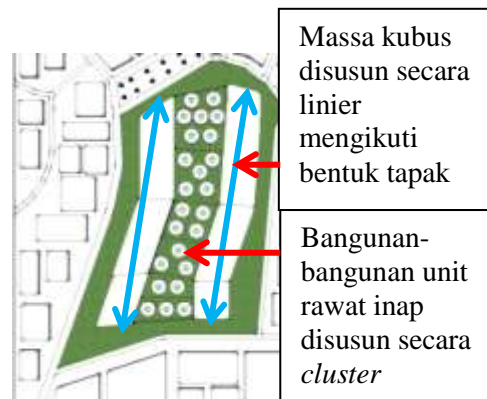 Massa kubus
disusun secara
linier
mengikuti
bentuk tapak
Bangunan-
bangunan unit
rawat inap
disusun secara
cluster